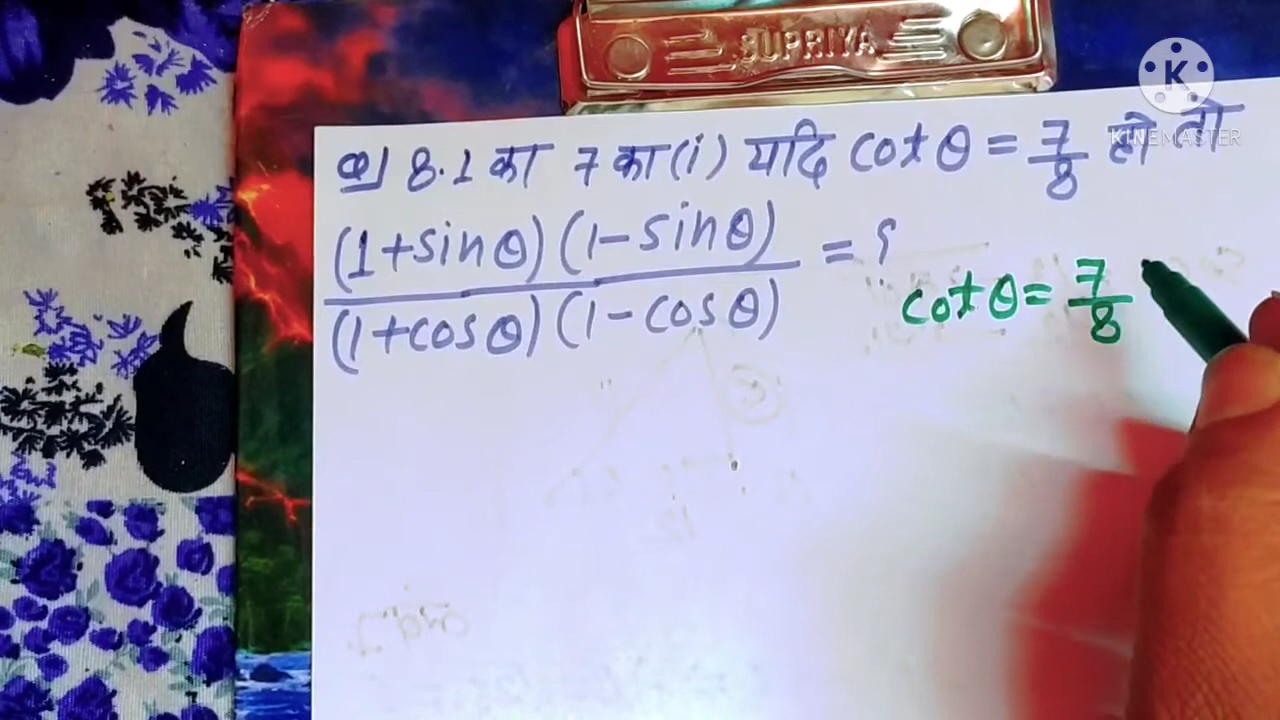 SUPRIYA
K
KINEMASTER
प्र) 8.1 का 7 का (i) यदि cot θ = 7/8 हो तो
(1+sinθ)(1-sinθ)/(1+cosθ)(1-cosθ) = ?
cot θ = 7/8